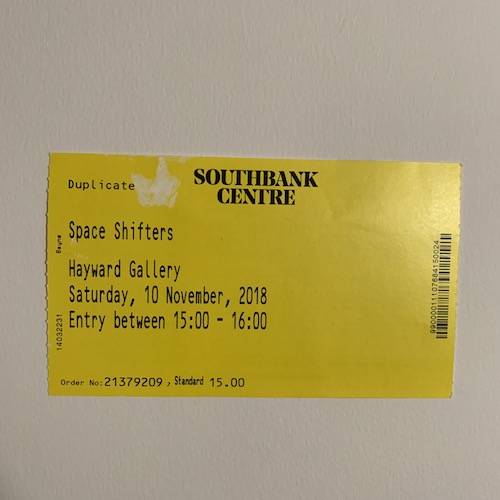 Duplicate
SOUTHBANK
CENTRE
Space Shifters
Hayward Gallery
Saturday, 10 November, 2018
Entry between 15:00 - 16:00
Order No:21379209 , Standard 15.00
14032231
99000011107684150024